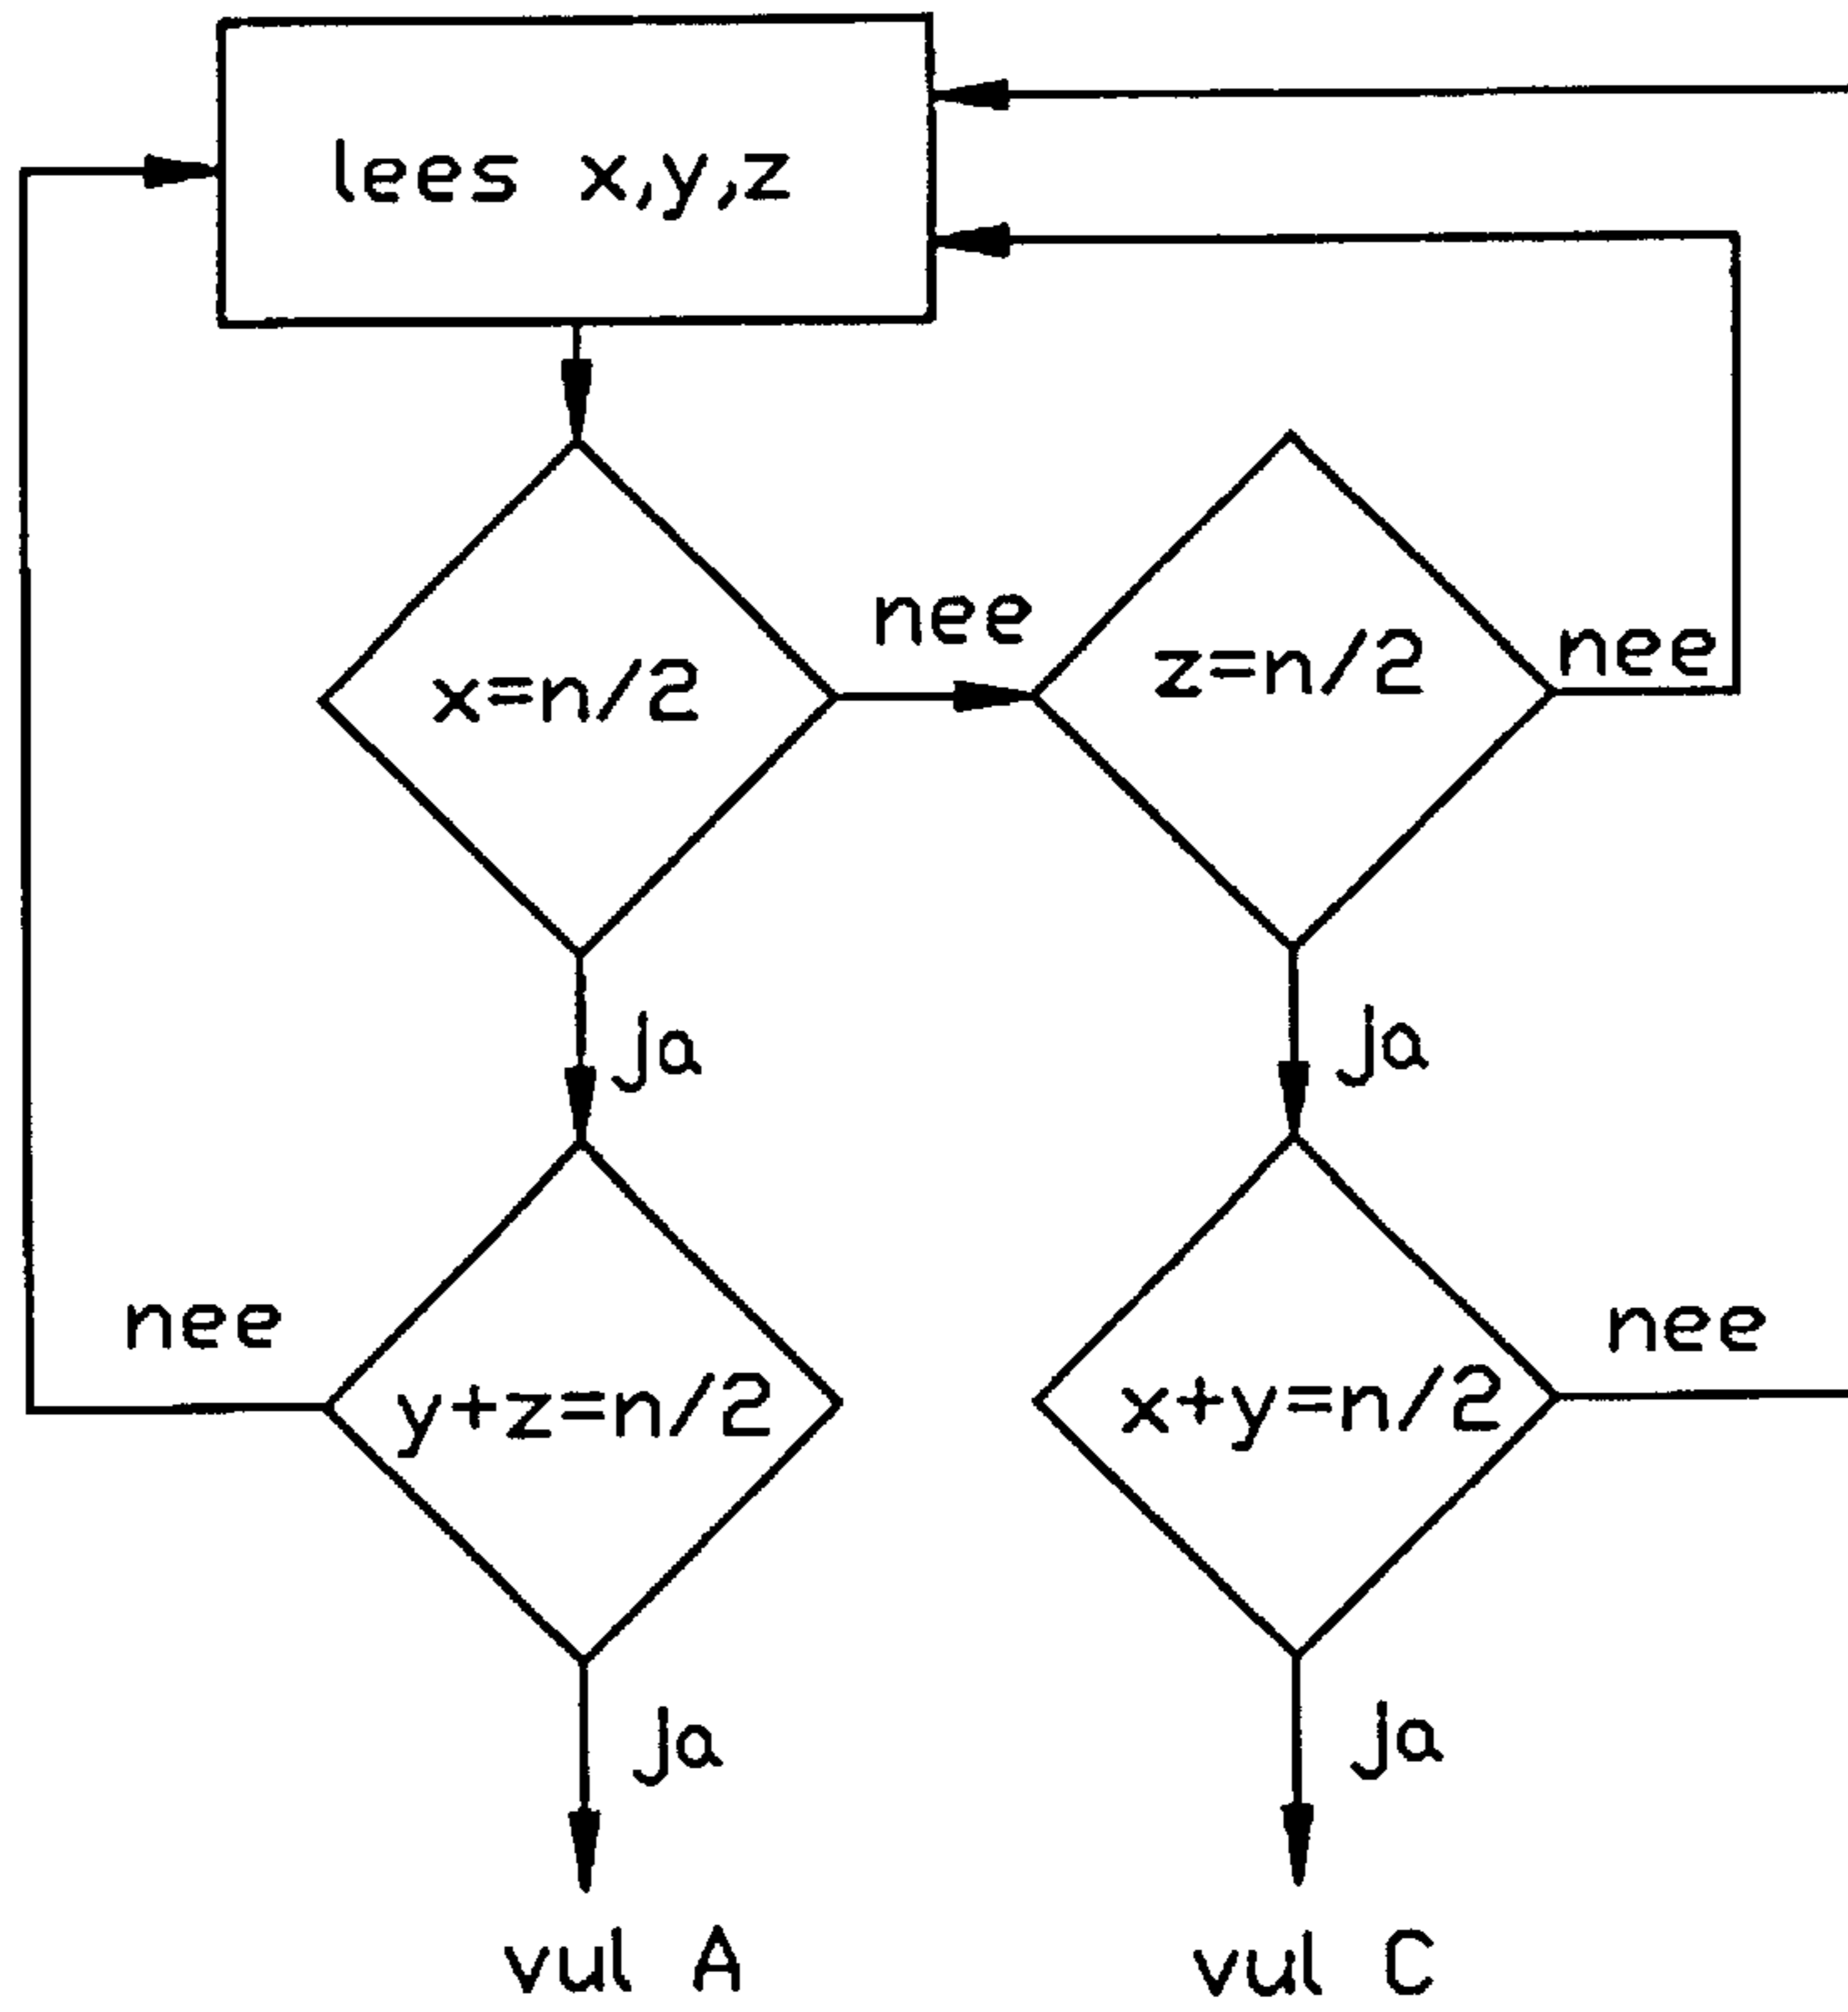 lees x,y,z
nee
x=n/2
z=n/2
nee
ja
ja
nee
nee
y+z=n/2
x+y=n/2
ja
ja
vul A
vul C